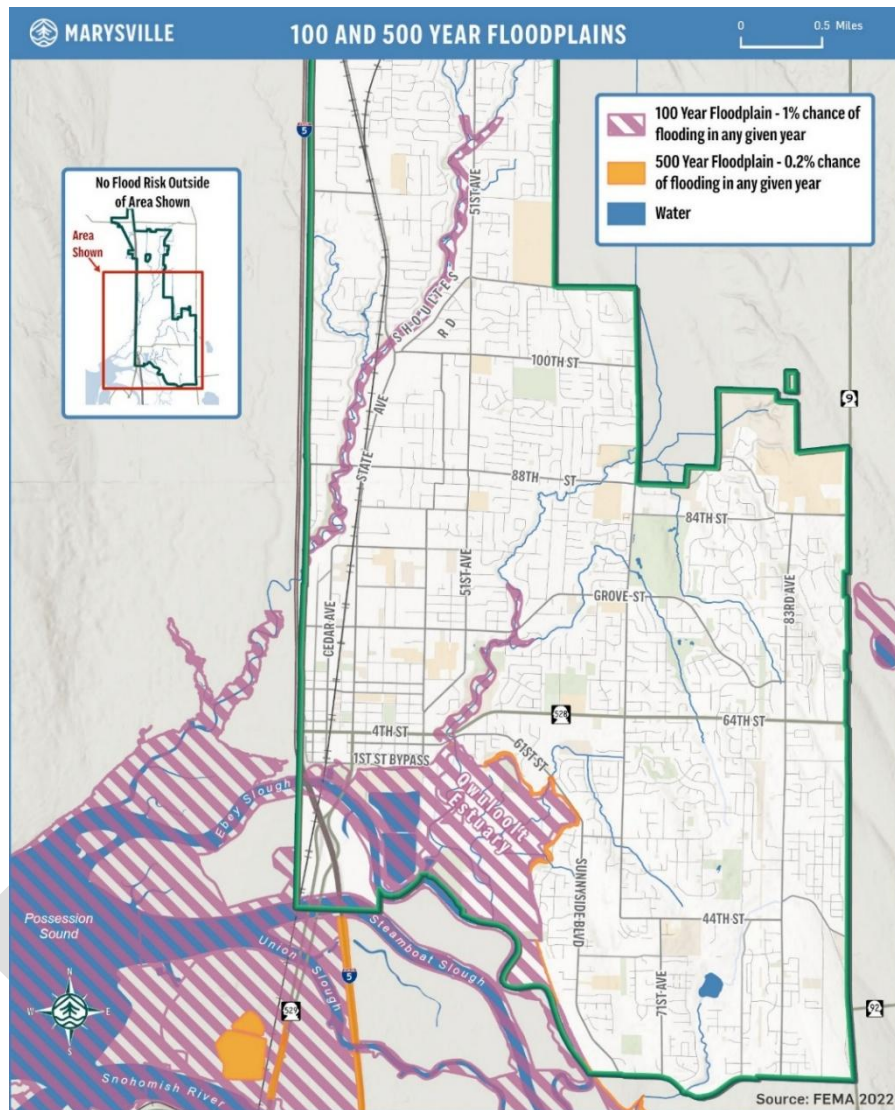 MARYSVILLE
100 AND 500 YEAR FLOODPLAINS
0 0.5 Miles
100 Year Floodplain - 1% chance of
flooding in any given year
500 Year Floodplain - 0.2% chance
of flooding in any given year
Water
No Flood Risk Outside
of Area Shown
Area
Shown
5
51ST AVE
SHOULTES
RD
100TH ST
9
STATE AVE
88TH ST
84TH ST
51ST AVE
CEDAR AVE
GROVE ST
83RD AVE
528
4TH ST
64TH ST
1ST ST BYPASS
61ST ST
Ebey Slough
Qwuloolt
Estuary
SUNNYSIDE BLVD
Possession
Sound
Steamboat Slough
44TH ST
Union Slough
5
71ST AVE
N
W E
S
529
92
Snohomish River
Source: FEMA 2022